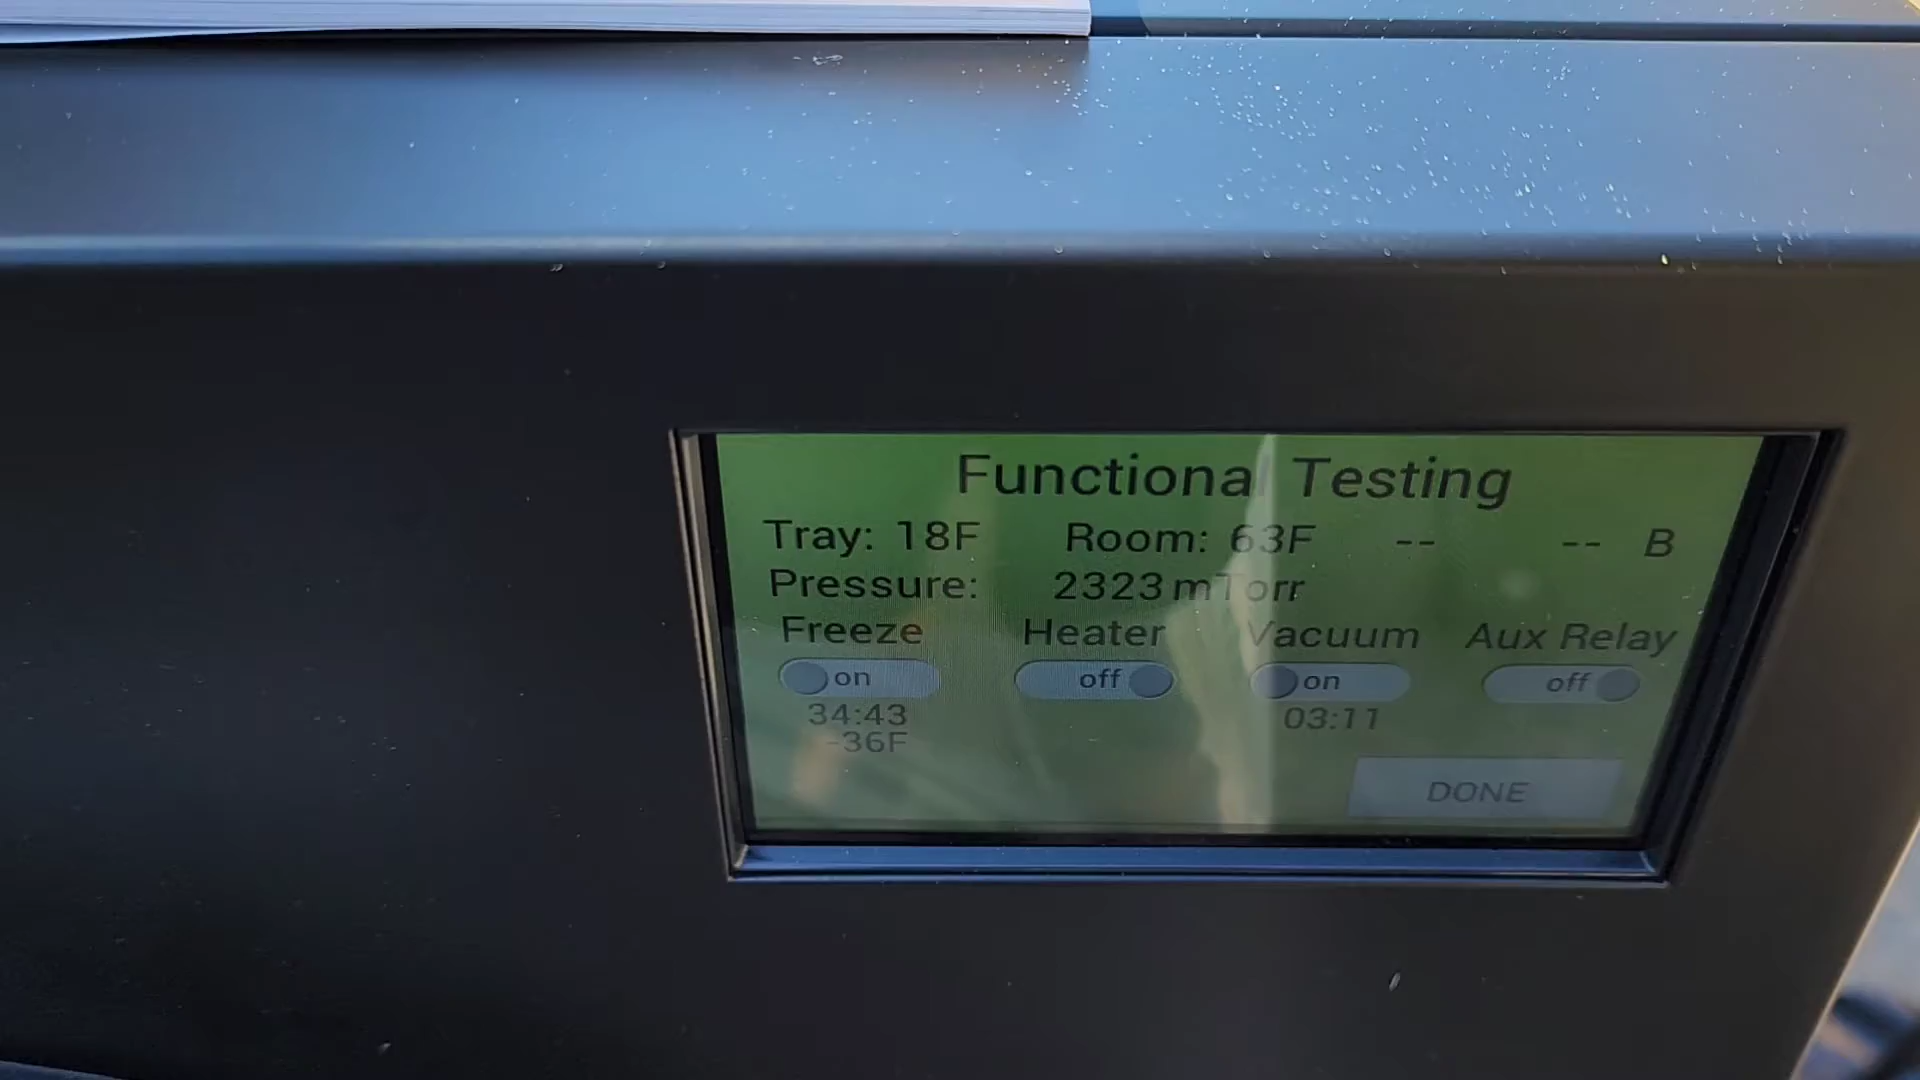 Functional Testing
Tray: 18F Room: 63F -- -- B
Pressure: 2323 mTorr
Freeze Heater Vacuum Aux Relay
on off on off
34:43 03:11
-36F
DONE